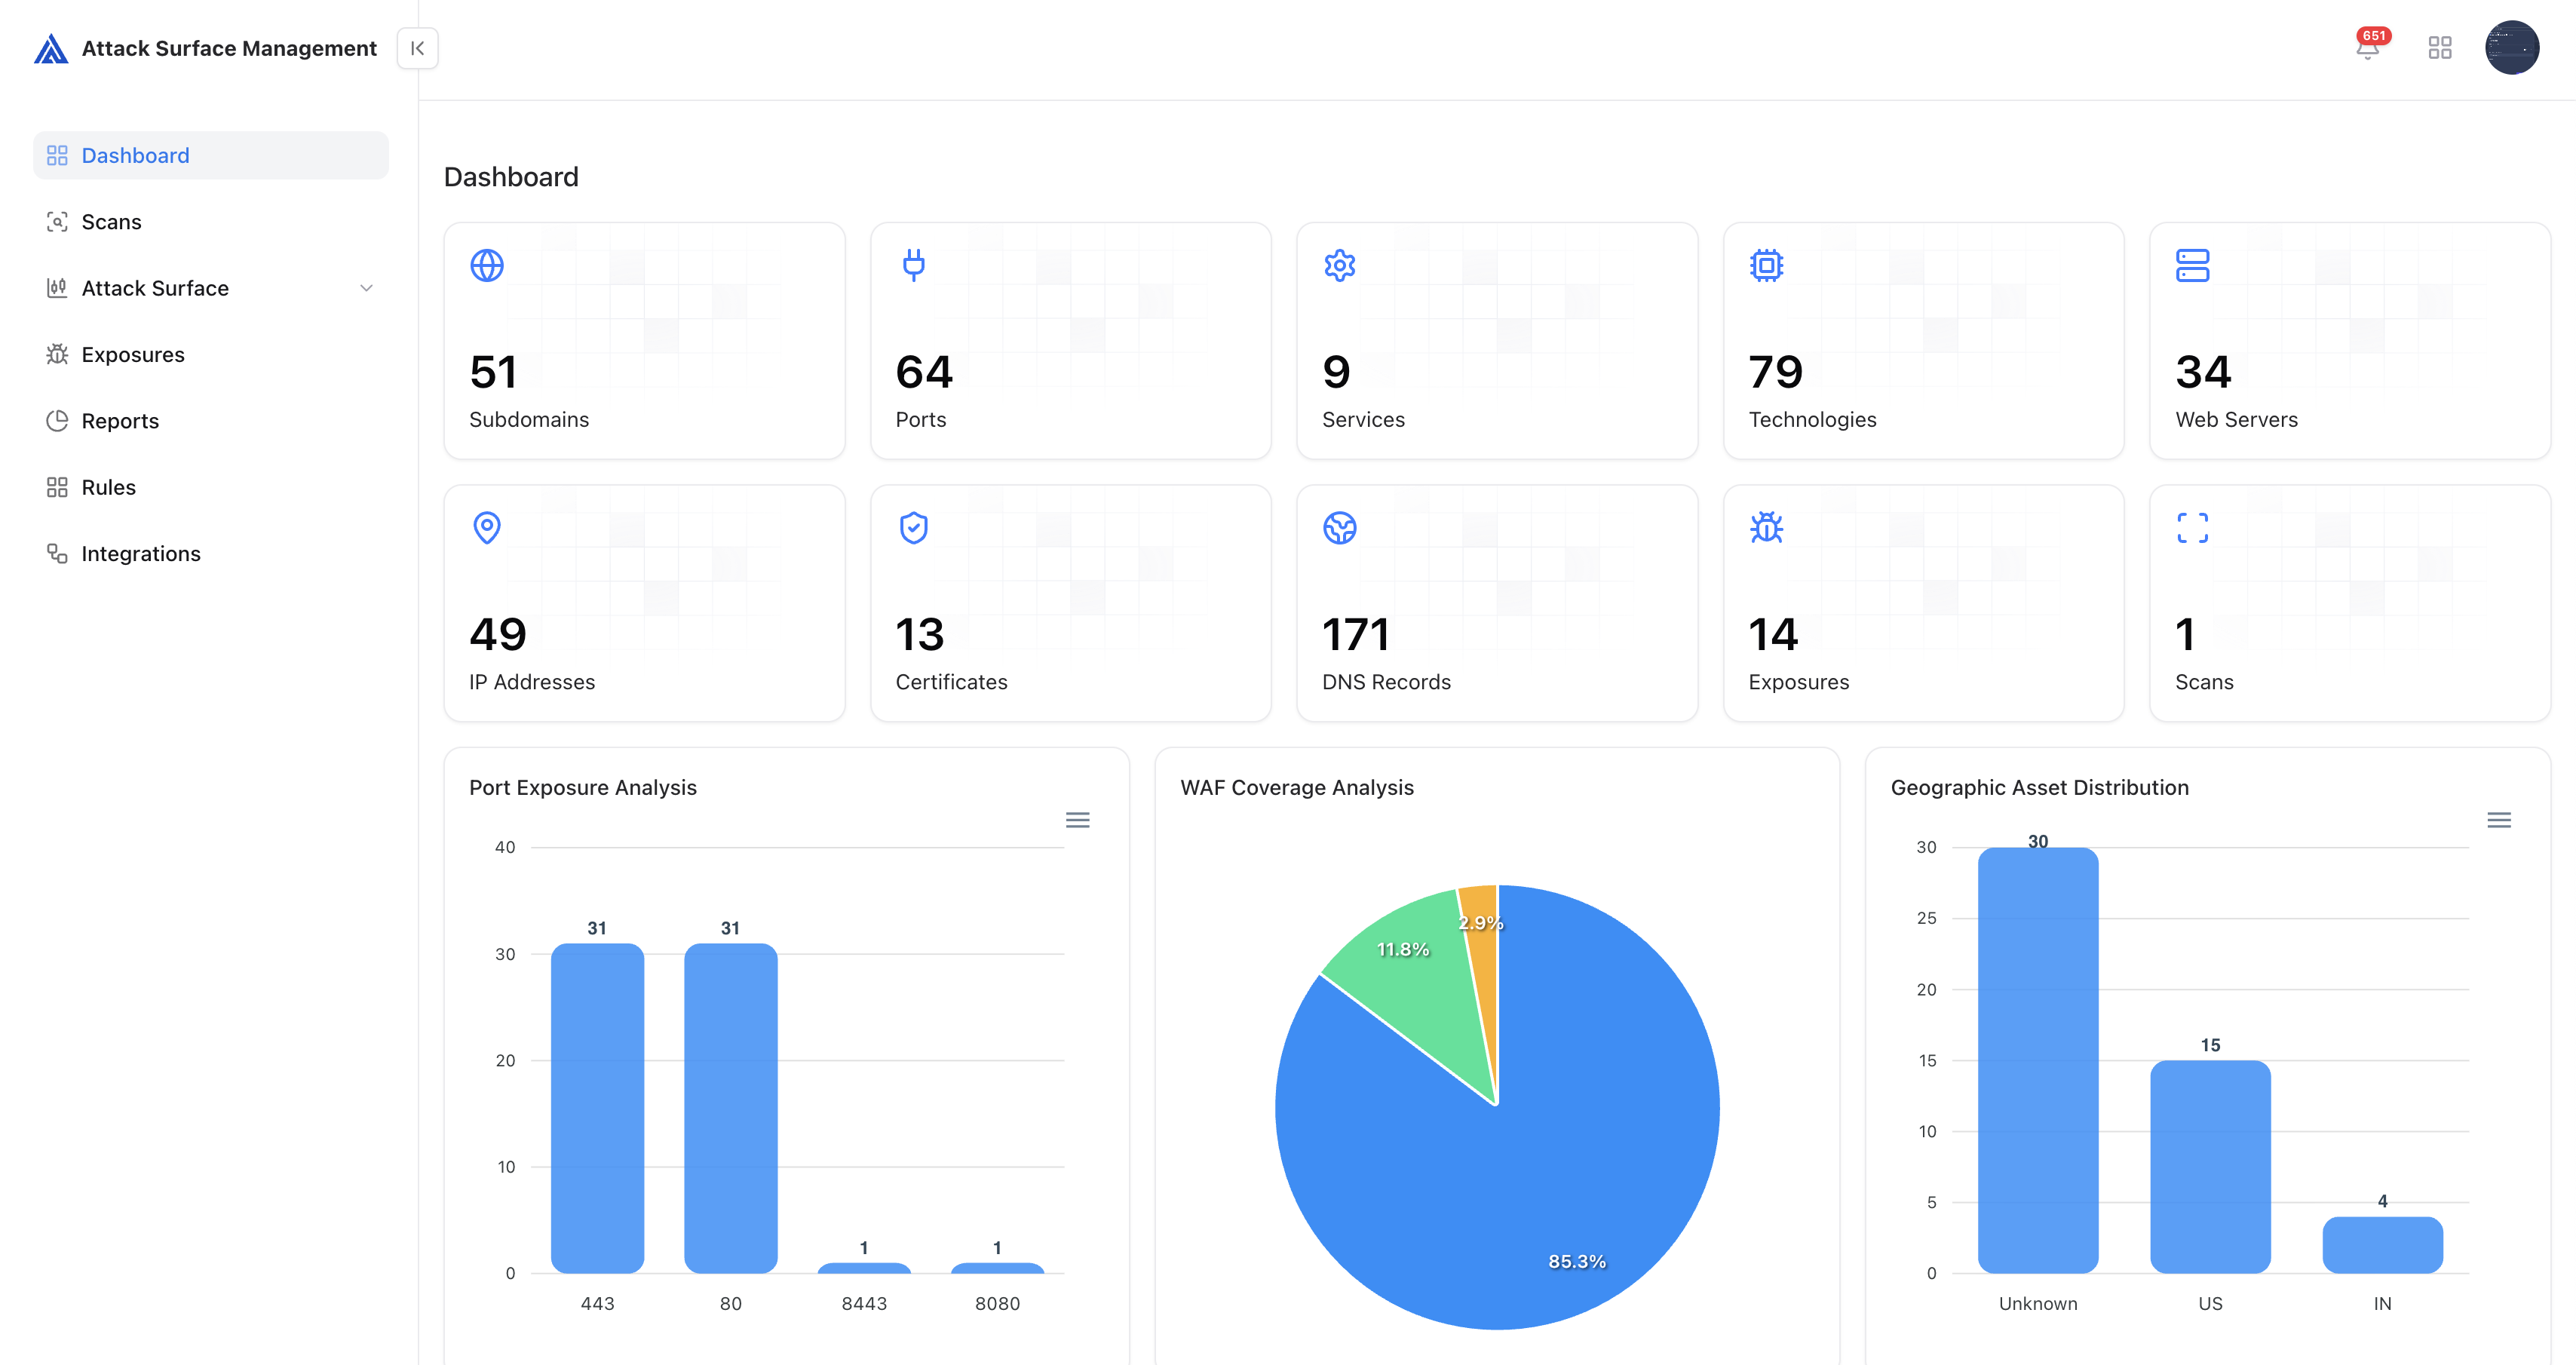 Attack Surface Management
651
Dashboard
Scans
Attack Surface
Exposures
Reports
Rules
Integrations
Dashboard
51
Subdomains
64
Ports
9
Services
79
Technologies
34
Web Servers
49
IP Addresses
13
Certificates
171
DNS Records
14
Exposures
1
Scans
Port Exposure Analysis
40
30
20
10
0
31
31
1
1
443
80
8443
8080
WAF Coverage Analysis
2.9%
11.8%
85.3%
Geographic Asset Distribution
30
25
20
15
10
5
0
30
15
4
Unknown
US
IN